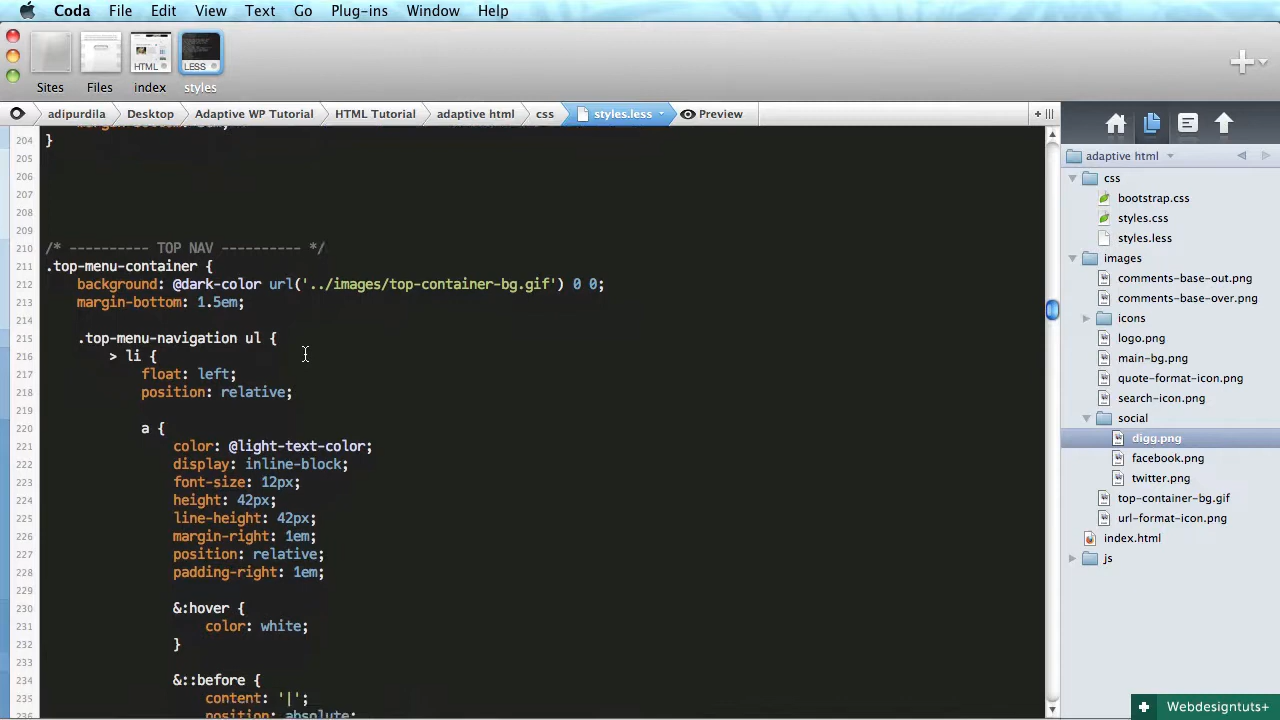 Coda File Edit View Text Go Plug-ins Window Help
HTML LESS
Sites Files index styles
adipurdila Desktop Adaptive WP Tutorial HTML Tutorial adaptive html css styles.less Preview
204 }
205
206
207
208
209
210 /* ---------- TOP NAV ---------- */
211 .top-menu-container {
212 background: @dark-color url('../images/top-container-bg.gif') 0 0;
213 margin-bottom: 1.5em;
214
215 .top-menu-navigation ul {
216 > li {
217 float: left;
218 position: relative;
219
220 a {
221 color: @light-text-color;
222 display: inline-block;
223 font-size: 12px;
224 height: 42px;
225 line-height: 42px;
226 margin-right: 1em;
227 position: relative;
228 padding-right: 1em;
229
230 &:hover {
231 color: white;
232 }
233
234 &::before {
235 content: '|';
236 position: absolute;
adaptive html
css
bootstrap.css
styles.css
styles.less
images
comments-base-out.png
comments-base-over.png
icons
logo.png
main-bg.png
quote-format-icon.png
search-icon.png
social
digg.png
facebook.png
twitter.png
top-container-bg.gif
url-format-icon.png
index.html
js
Webdesigntuts+